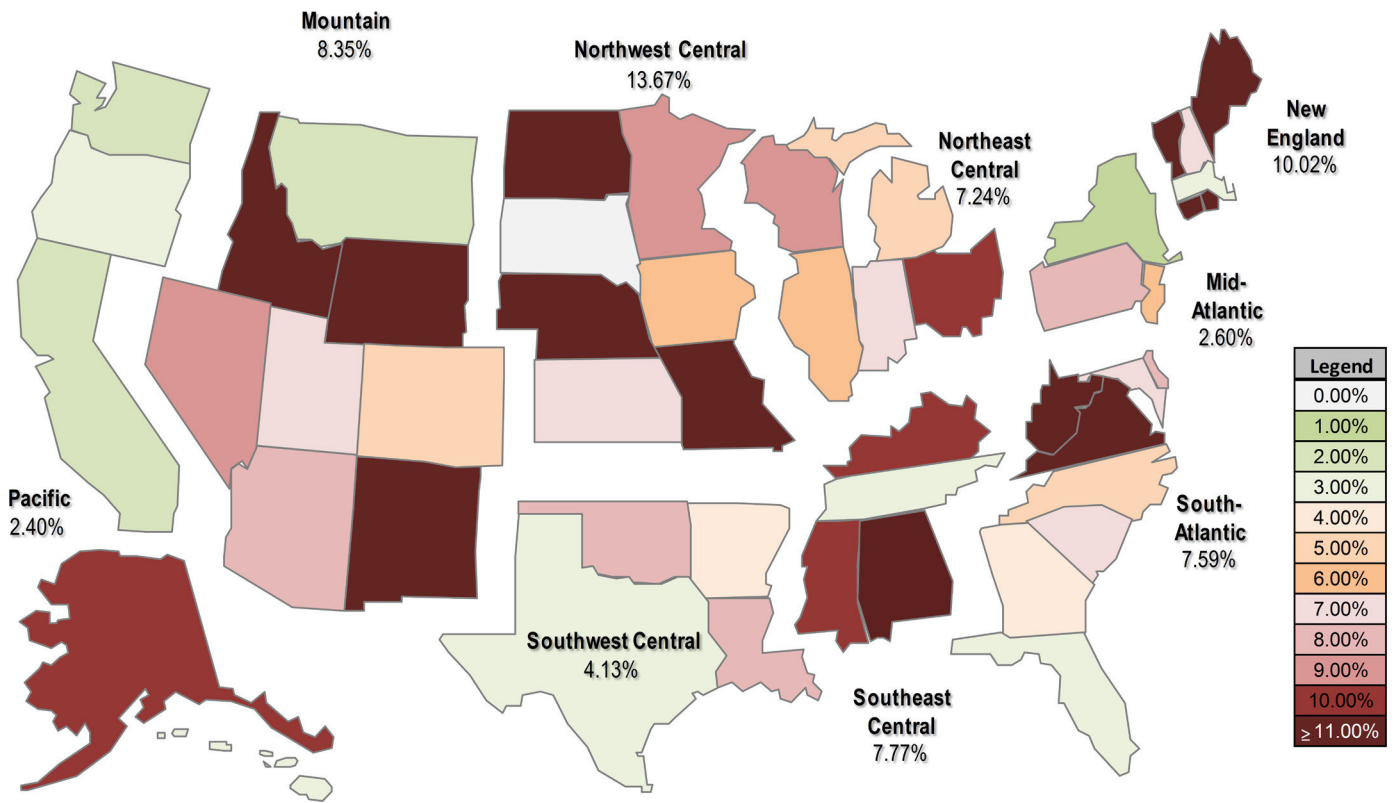 Mountain
8.35%
Northwest Central
13.67%
Northeast
Central
7.24%
New
England
10.02%
Mid-
Atlantic
2.60%
Pacific
2.40%
South-
Atlantic
7.59%
Southwest Central
4.13%
Southeast
Central
7.77%
Legend
0.00%
1.00%
2.00%
3.00%
4.00%
5.00%
6.00%
7.00%
8.00%
9.00%
10.00%
≥ 11.00%